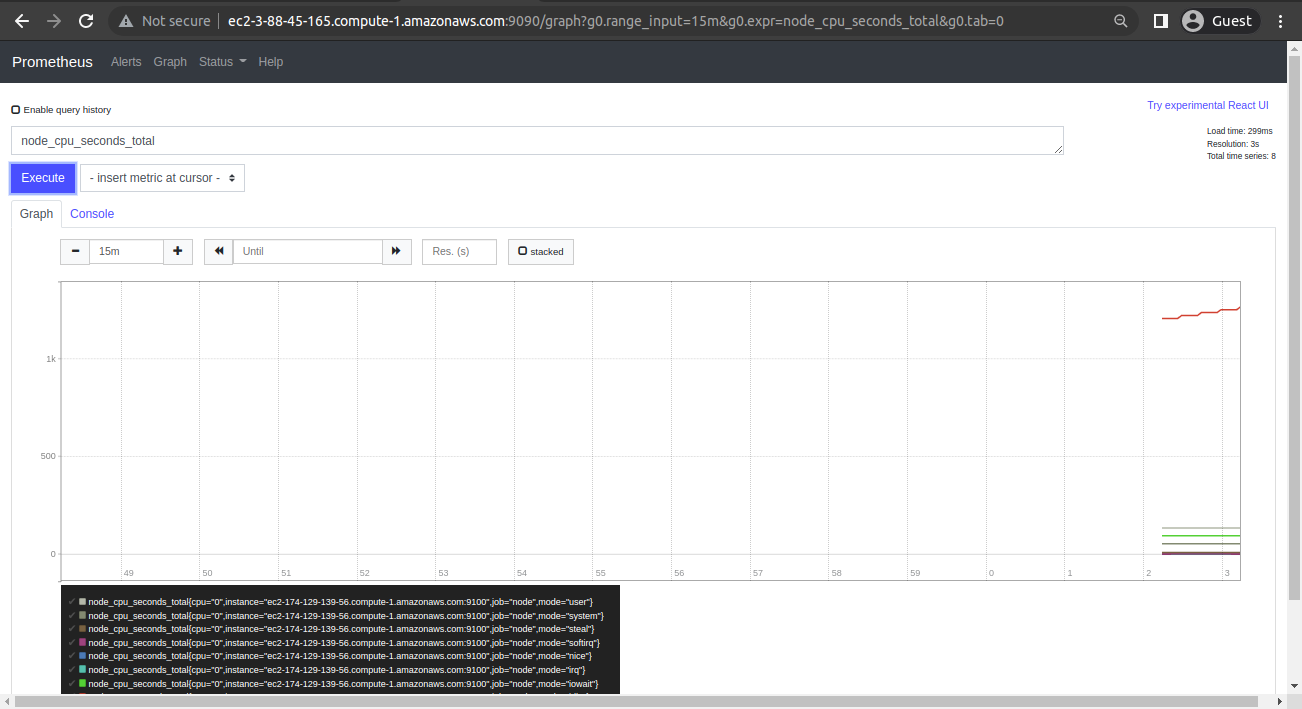 Not secure ec2-3-88-45-165.compute-1.amazonaws.com:9090/graph?g0.range_input=15m&g0.expr=node_cpu_seconds_total&g0.tab=0 Guest
Prometheus Alerts Graph Status Help
Enable query history Try experimental React UI
node_cpu_seconds_total
Load time: 299ms
Resolution: 3s
Total time series: 8
Execute - insert metric at cursor -
Graph Console
15m Until Res. (s) stacked
1k
500
0
49 50 51 52 53 54 55 56 57 58 59 0 1 2 3
node_cpu_seconds_total{cpu="0",instance="ec2-174-129-139-56.compute-1.amazonaws.com:9100",job="node",mode="user"}
node_cpu_seconds_total{cpu="0",instance="ec2-174-129-139-56.compute-1.amazonaws.com:9100",job="node",mode="system"}
node_cpu_seconds_total{cpu="0",instance="ec2-174-129-139-56.compute-1.amazonaws.com:9100",job="node",mode="steal"}
node_cpu_seconds_total{cpu="0",instance="ec2-174-129-139-56.compute-1.amazonaws.com:9100",job="node",mode="softirq"}
node_cpu_seconds_total{cpu="0",instance="ec2-174-129-139-56.compute-1.amazonaws.com:9100",job="node",mode="nice"}
node_cpu_seconds_total{cpu="0",instance="ec2-174-129-139-56.compute-1.amazonaws.com:9100",job="node",mode="irq"}
node_cpu_seconds_total{cpu="0",instance="ec2-174-129-139-56.compute-1.amazonaws.com:9100",job="node",mode="iowait"}